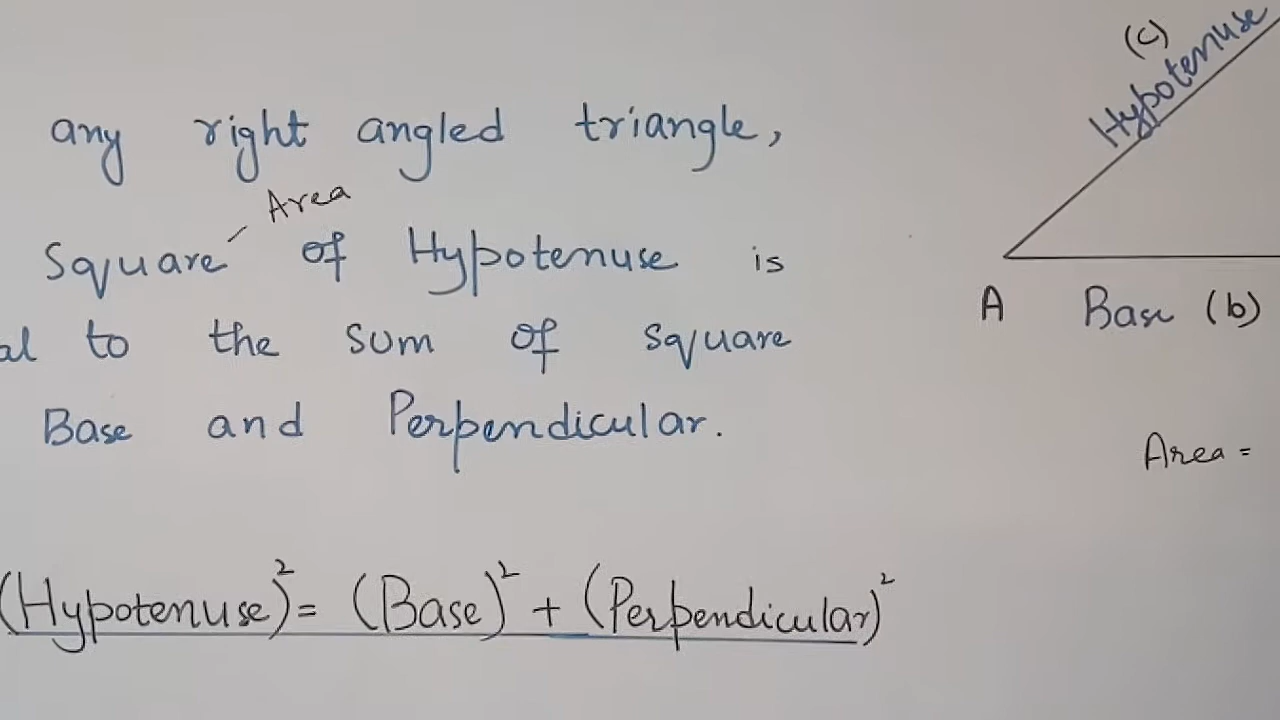 any right angled triangle,
Area
Square of Hypotenuse is
al to the sum of square
Base and Perpendicular.
(Hypotenuse)² = (Base)² + (Perpendicular)²
(c)
Hypotenuse
A Base (b)
Area =